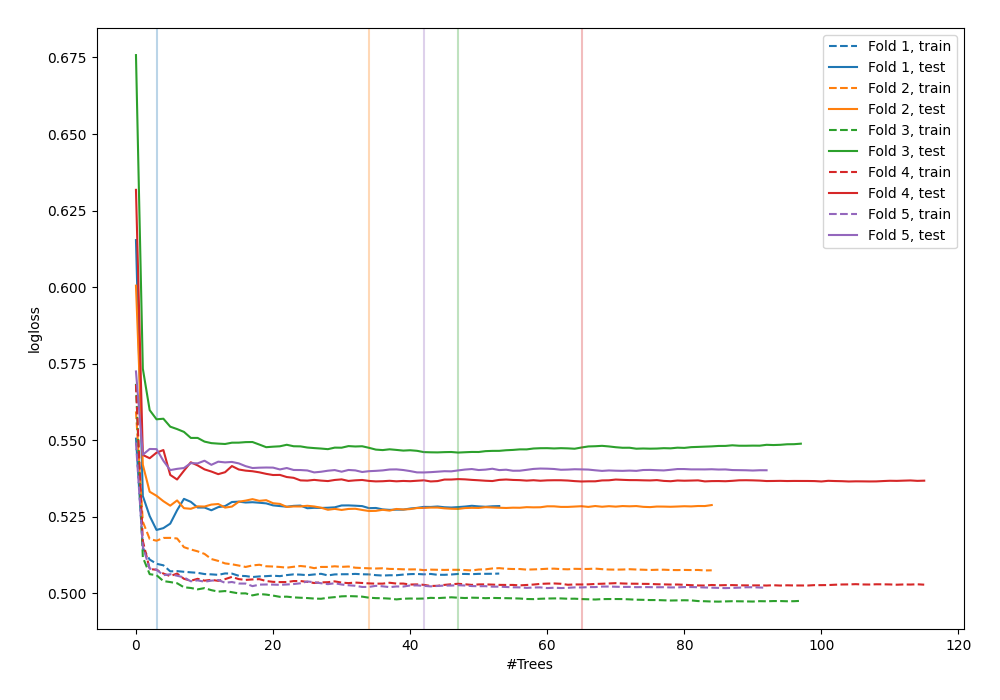 0.675
0.650
0.625
0.600
0.575
0.550
0.525
0.500
logloss
0
20
40
60
80
100
120
#Trees
Fold 1, train
Fold 1, test
Fold 2, train
Fold 2, test
Fold 3, train
Fold 3, test
Fold 4, train
Fold 4, test
Fold 5, train
Fold 5, test